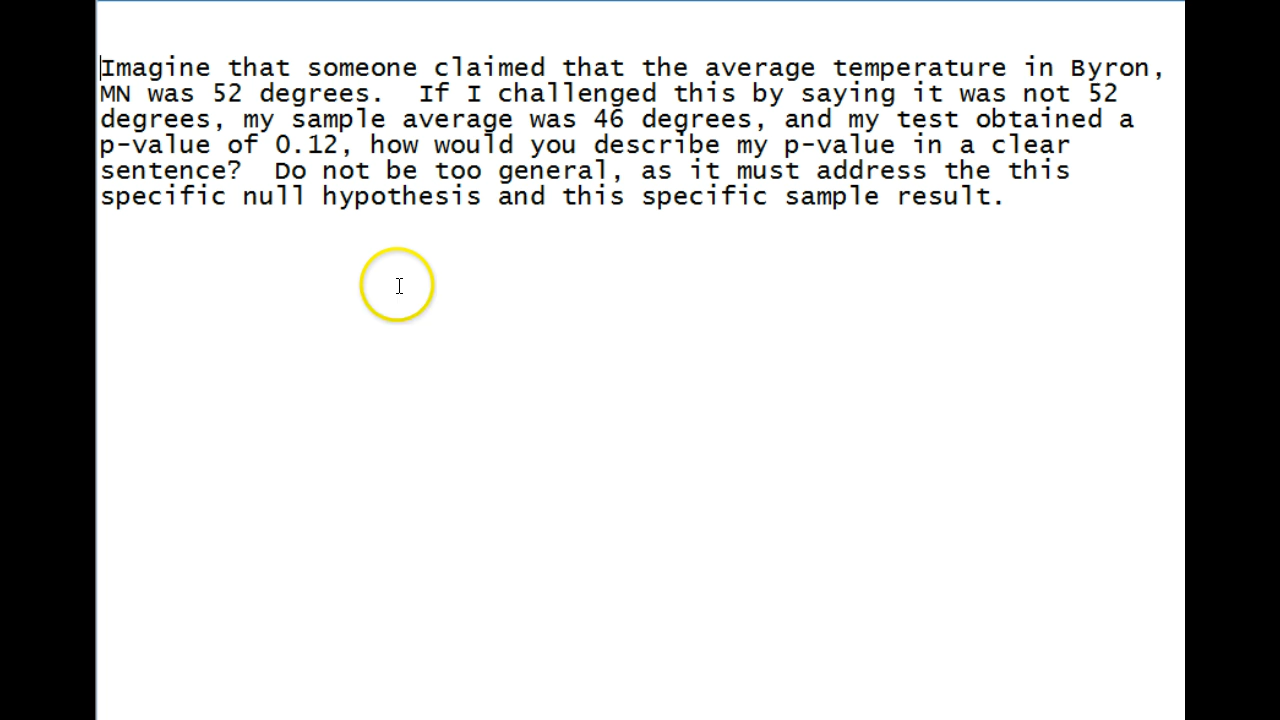 Imagine that someone claimed that the average temperature in Byron,
MN was 52 degrees.  If I challenged this by saying it was not 52
degrees, my sample average was 46 degrees, and my test obtained a
p-value of 0.12, how would you describe my p-value in a clear
sentence?  Do not be too general, as it must address the this
specific null hypothesis and this specific sample result.